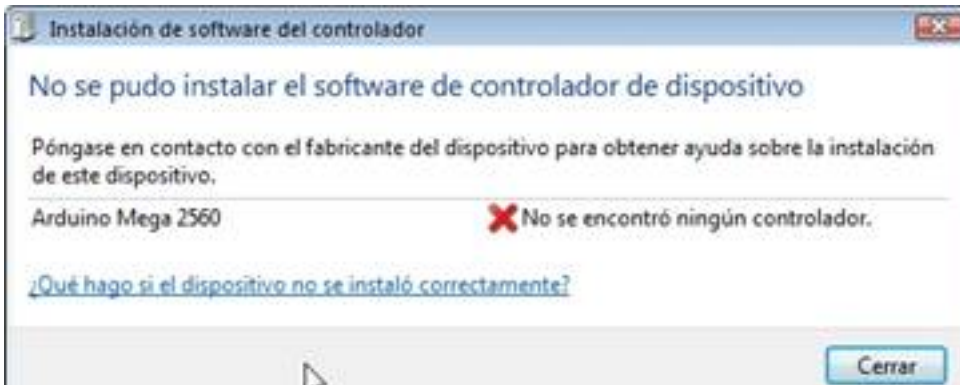 Instalación de software del controlador
No se pudo instalar el software de controlador de dispositivo
Póngase en contacto con el fabricante del dispositivo para obtener ayuda sobre la instalación
de este dispositivo.
Arduino Mega 2560 No se encontró ningún controlador.
¿Qué hago si el dispositivo no se instaló correctamente?
Cerrar